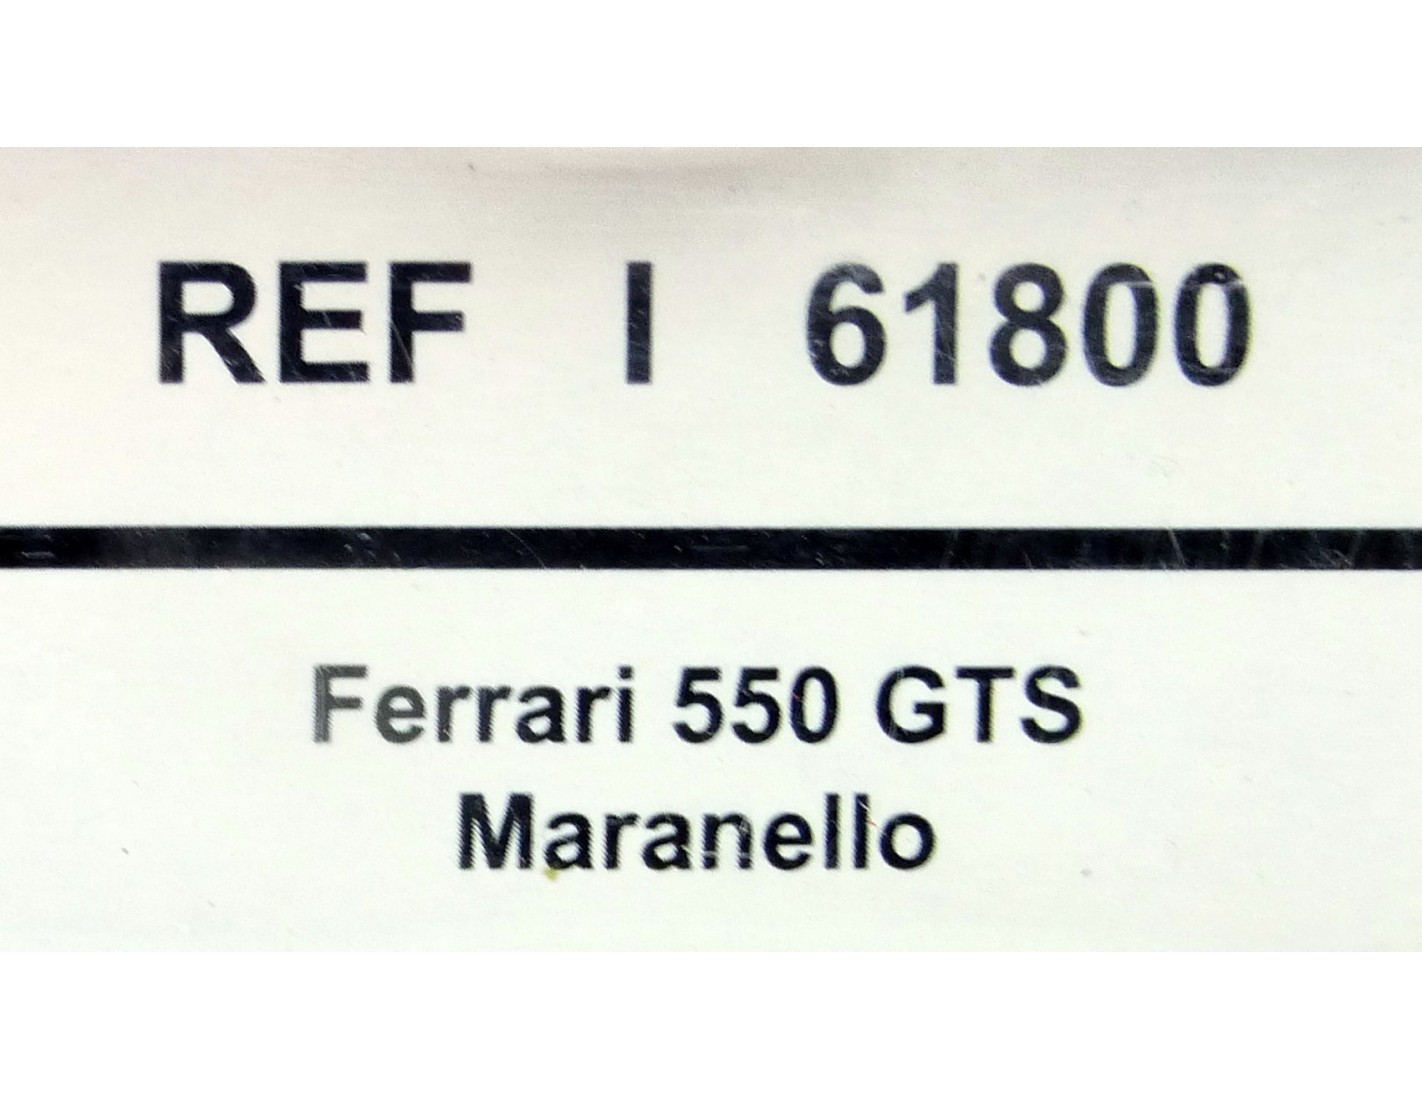 REF I 61800
Ferrari 550 GTS
Maranello